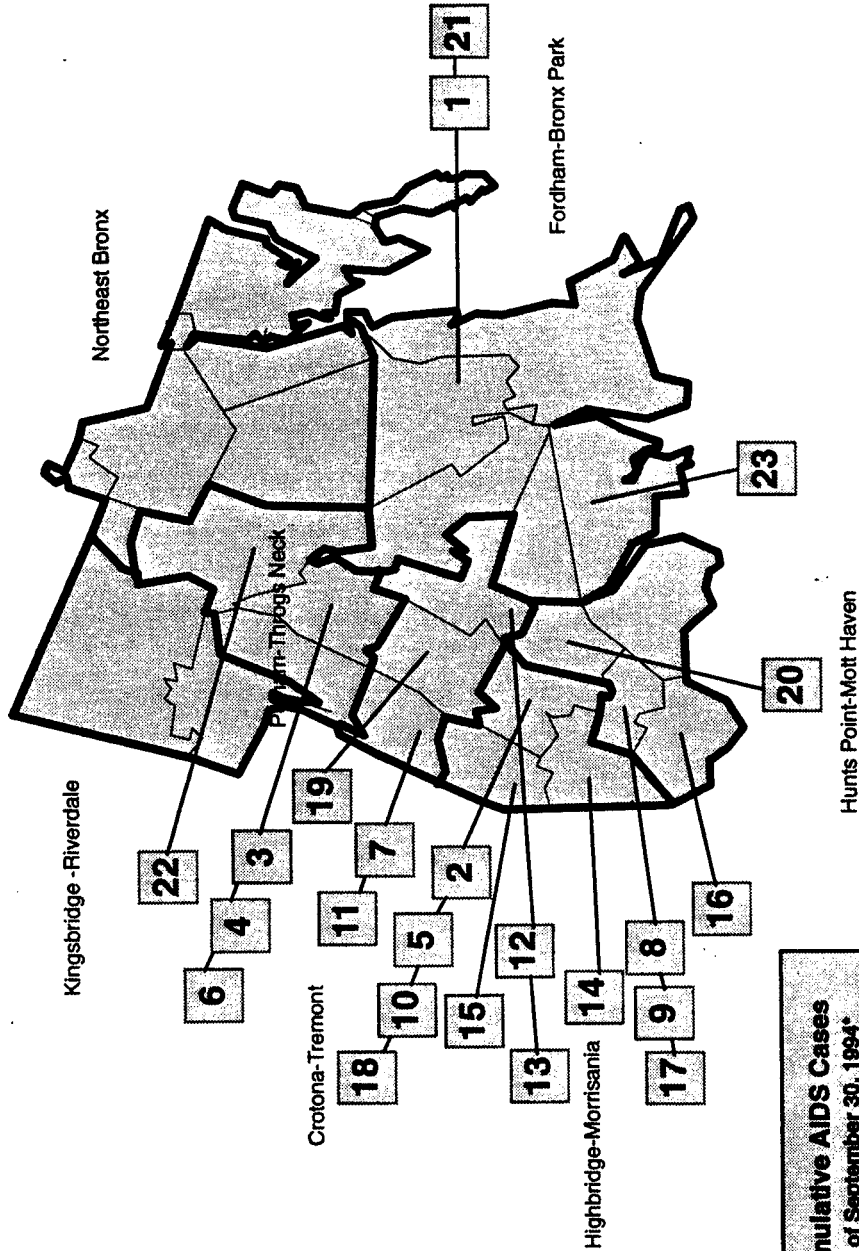 Northeast Bronx
Kingsbridge -Riverdale
Fordham-Bronx Park
Crotona-Tremont
Highbridge-Morrisania
Hunts Point-Mott Haven
1
21
22
6
4
3
19
11
7
18
10
5
2
15
12
13
14
17
9
8
16
20
23
Throgs Neck
AIDS Cases
of September 30, 1994*